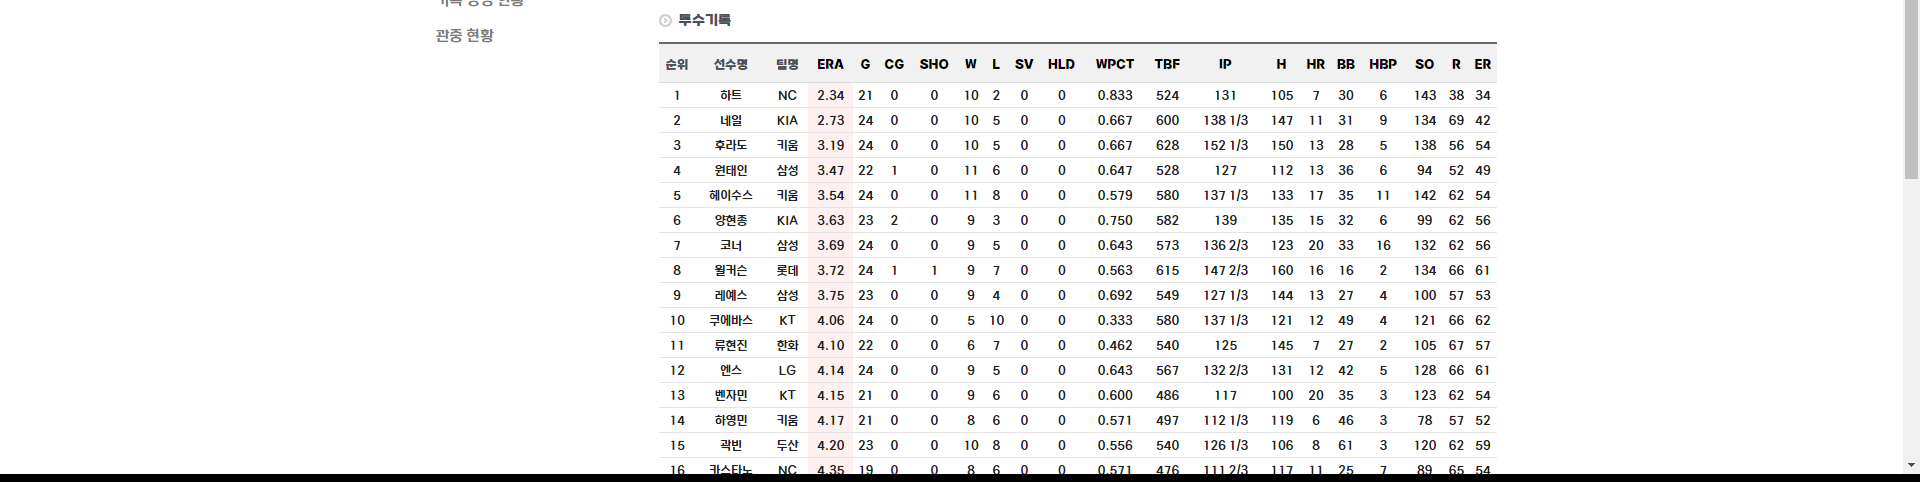 기록 정정 현황
투수기록
관중 현황
순위 선수명 팀명 ERA G CG SHO W L SV HLD WPCT TBF IP H HR BB HBP SO R ER
1 하트 NC 2.34 21 0 0 10 2 0 0 0.833 524 131 105 7 30 6 143 38 34
2 네일 KIA 2.73 24 0 0 10 5 0 0 0.667 600 138 1/3 147 11 31 9 134 69 42
3 후라도 키움 3.19 24 0 0 10 5 0 0 0.667 628 152 1/3 150 13 28 5 138 56 54
4 원태인 삼성 3.47 22 1 0 11 6 0 0 0.647 528 127 112 13 36 6 94 52 49
5 헤이수스 키움 3.54 24 0 0 11 8 0 0 0.579 580 137 1/3 133 17 35 11 142 62 54
6 양현종 KIA 3.63 23 2 0 9 3 0 0 0.750 582 139 135 15 32 6 99 62 56
7 코너 삼성 3.69 24 0 0 9 5 0 0 0.643 573 136 2/3 123 20 33 16 132 62 56
8 윌커슨 롯데 3.72 24 1 1 9 7 0 0 0.563 615 147 2/3 160 16 16 2 134 66 61
9 레예스 삼성 3.75 23 0 0 9 4 0 0 0.692 549 127 1/3 144 13 27 4 100 57 53
10 쿠에바스 KT 4.06 24 0 0 5 10 0 0 0.333 580 137 1/3 121 12 49 4 121 66 62
11 류현진 한화 4.10 22 0 0 6 7 0 0 0.462 540 125 145 7 27 2 105 67 57
12 엔스 LG 4.14 24 0 0 9 5 0 0 0.643 567 132 2/3 131 12 42 5 128 66 61
13 벤자민 KT 4.15 21 0 0 9 6 0 0 0.600 486 117 100 20 35 3 123 62 54
14 하영민 키움 4.17 21 0 0 8 6 0 0 0.571 497 112 1/3 119 6 46 3 78 57 52
15 곽빈 두산 4.20 23 0 0 10 8 0 0 0.556 540 126 1/3 106 8 61 3 120 62 59
16 카스타노 NC 4.35 19 0 0 8 6 0 0 0.571 476 111 2/3 117 11 25 7 89 65 54